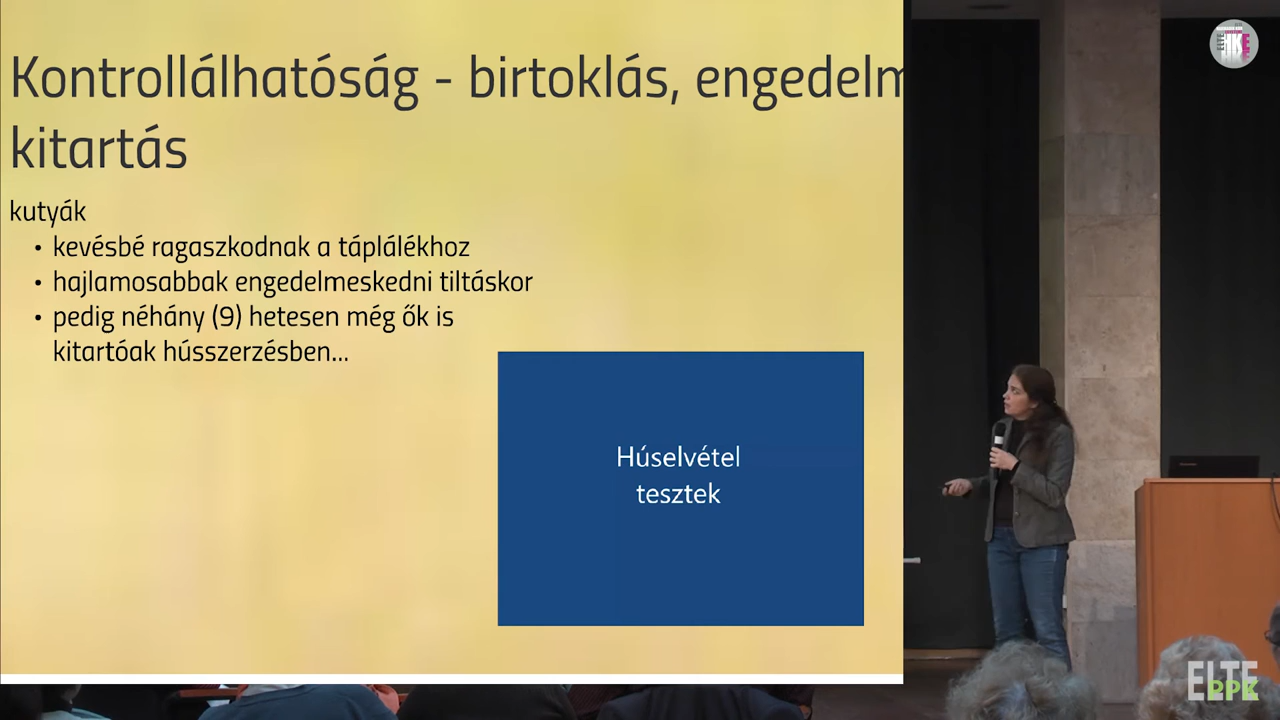 Kontrollálhatóság - birtoklás, engedelm
kitartás
kutyák
• kevésbé ragaszkodnak a táplálékhoz
• hajlamosabbak engedelmeskedni tiltáskor
• pedig néhány (9) hetesen még ők is
kitartóak hússzerzésben...
Húselvétel
tesztek
ELTE
PPK